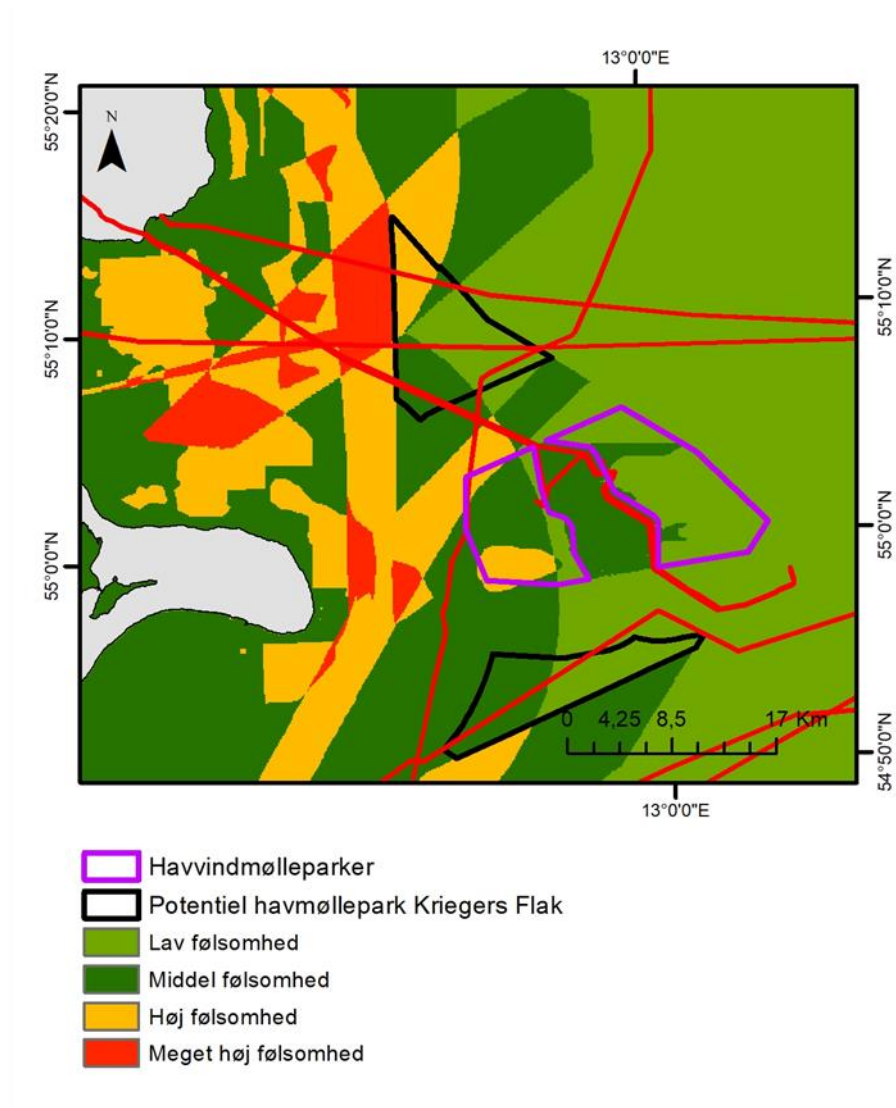 13°0'0"E
55°20'0"N
N
55°10'0"N
55°10'0"N
55°0'0"N
55°0'0"N
0 4,25 8,5 17 Km
54°50'0"N
13°0'0"E
Havvindmølleparker
Potentiel havmøllepark Kriegers Flak
Lav følsomhed
Middel følsomhed
Høj følsomhed
Meget høj følsomhed